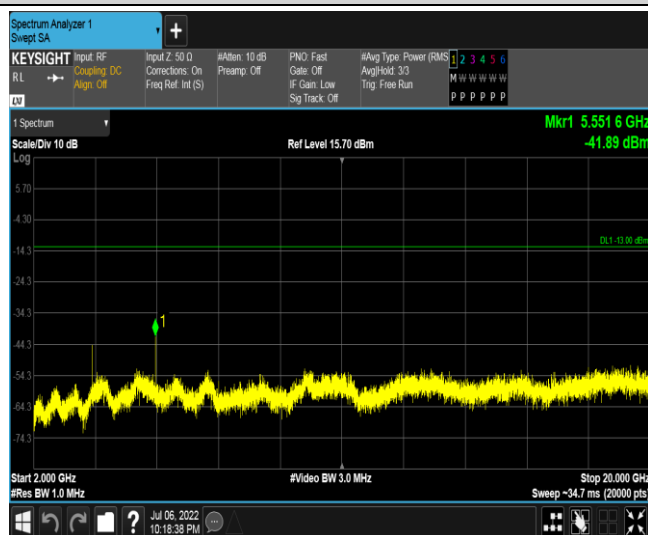 Spectrum Analyzer 1
Swept SA
+
KEYSIGHT Input: RF Input Z: 50 Ω #Atten: 10 dB PNO: Fast #Avg Type: Power (RMS 1 2 3 4 5 6
RL Coupling: DC Corrections: On Preamp: Off Gate: Off Avg|Hold: 3/3 M W W W W W
Align: Off Freq Ref: Int (S) IF Gain: Low Trig: Free Run
LXI Sig Track: Off P P P P P P
1 Spectrum Mkr1 5.551 6 GHz
Scale/Div 10 dB Ref Level 15.70 dBm -41.89 dBm
Log
5.70
-4.30
DL1 -13.00 dBm
-14.3
-24.3
-34.3
1
-44.3
-54.3
-64.3
-74.3
Start 2.000 GHz #Video BW 3.0 MHz Stop 20.000 GHz
#Res BW 1.0 MHz Sweep ~34.7 ms (20000 pts)
? Jul 06, 2022
10:18:38 PM